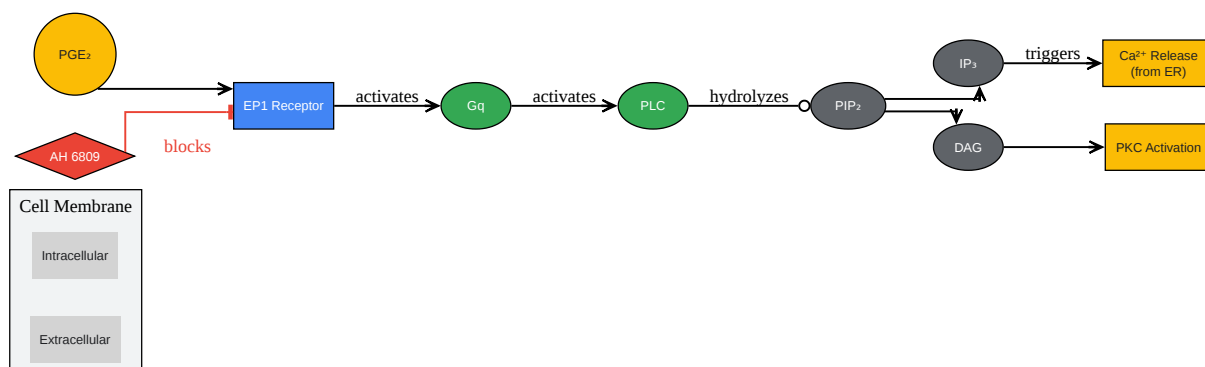 PGE₂
AH 6809
blocks
EP1 Receptor
activates
Gq
activates
PLC
hydrolyzes
PIP₂
IP₃
triggers
Ca²⁺ Release
(from ER)
DAG
PKC Activation
Cell Membrane
Intracellular
Extracellular